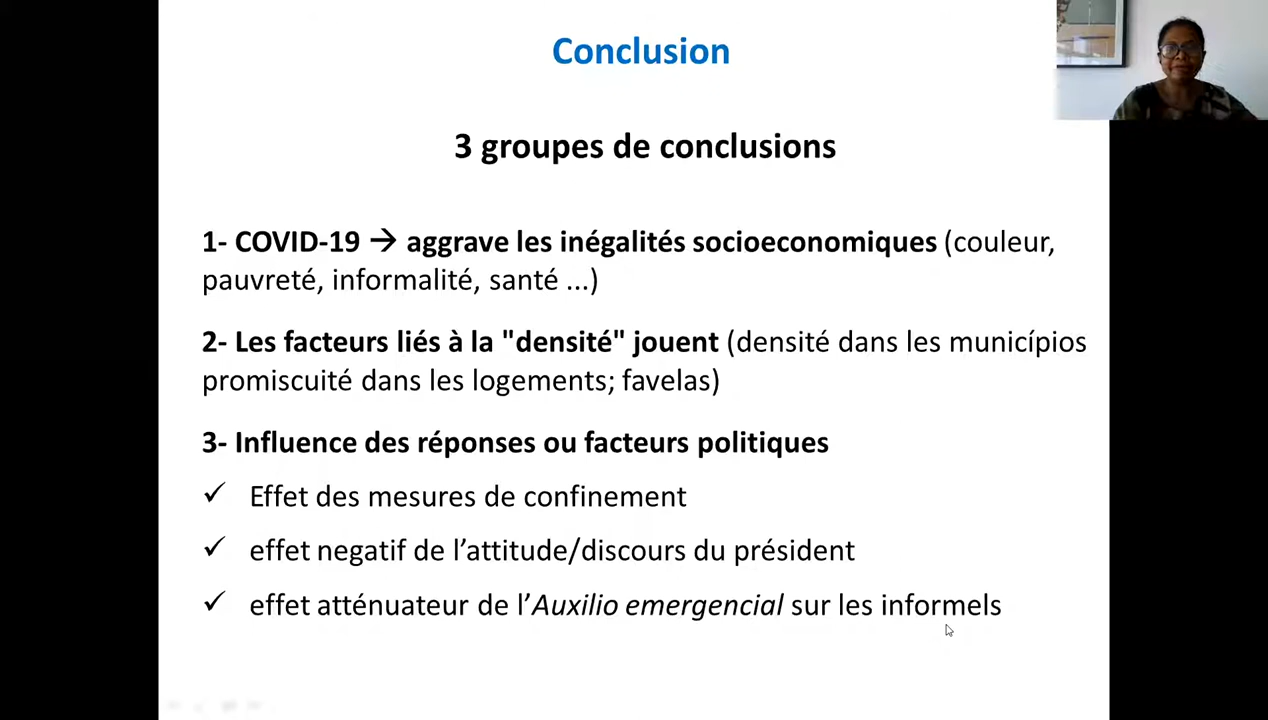 Conclusion
3 groupes de conclusions
1- COVID-19 → aggrave les inégalités socioeconomiques (couleur,
pauvreté, informalité, santé ...)
2- Les facteurs liés à la "densité" jouent (densité dans les municípios
promiscuité dans les logements; favelas)
3- Influence des réponses ou facteurs politiques
✓ Effet des mesures de confinement
✓ effet negatif de l’attitude/discours du président
✓ effet atténuateur de l’Auxilio emergencial sur les informels